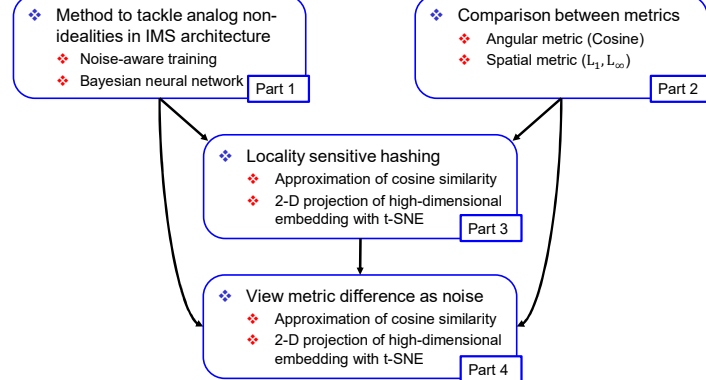 Method to tackle analog non-
idealities in IMS architecture
Noise-aware training
Bayesian neural network
Part 1
Comparison between metrics
Angular metric (Cosine)
Spatial metric (L₁, L∞)
Part 2
Locality sensitive hashing
Approximation of cosine similarity
2-D projection of high-dimensional
embedding with t-SNE
Part 3
View metric difference as noise
Approximation of cosine similarity
2-D projection of high-dimensional
embedding with t-SNE
Part 4